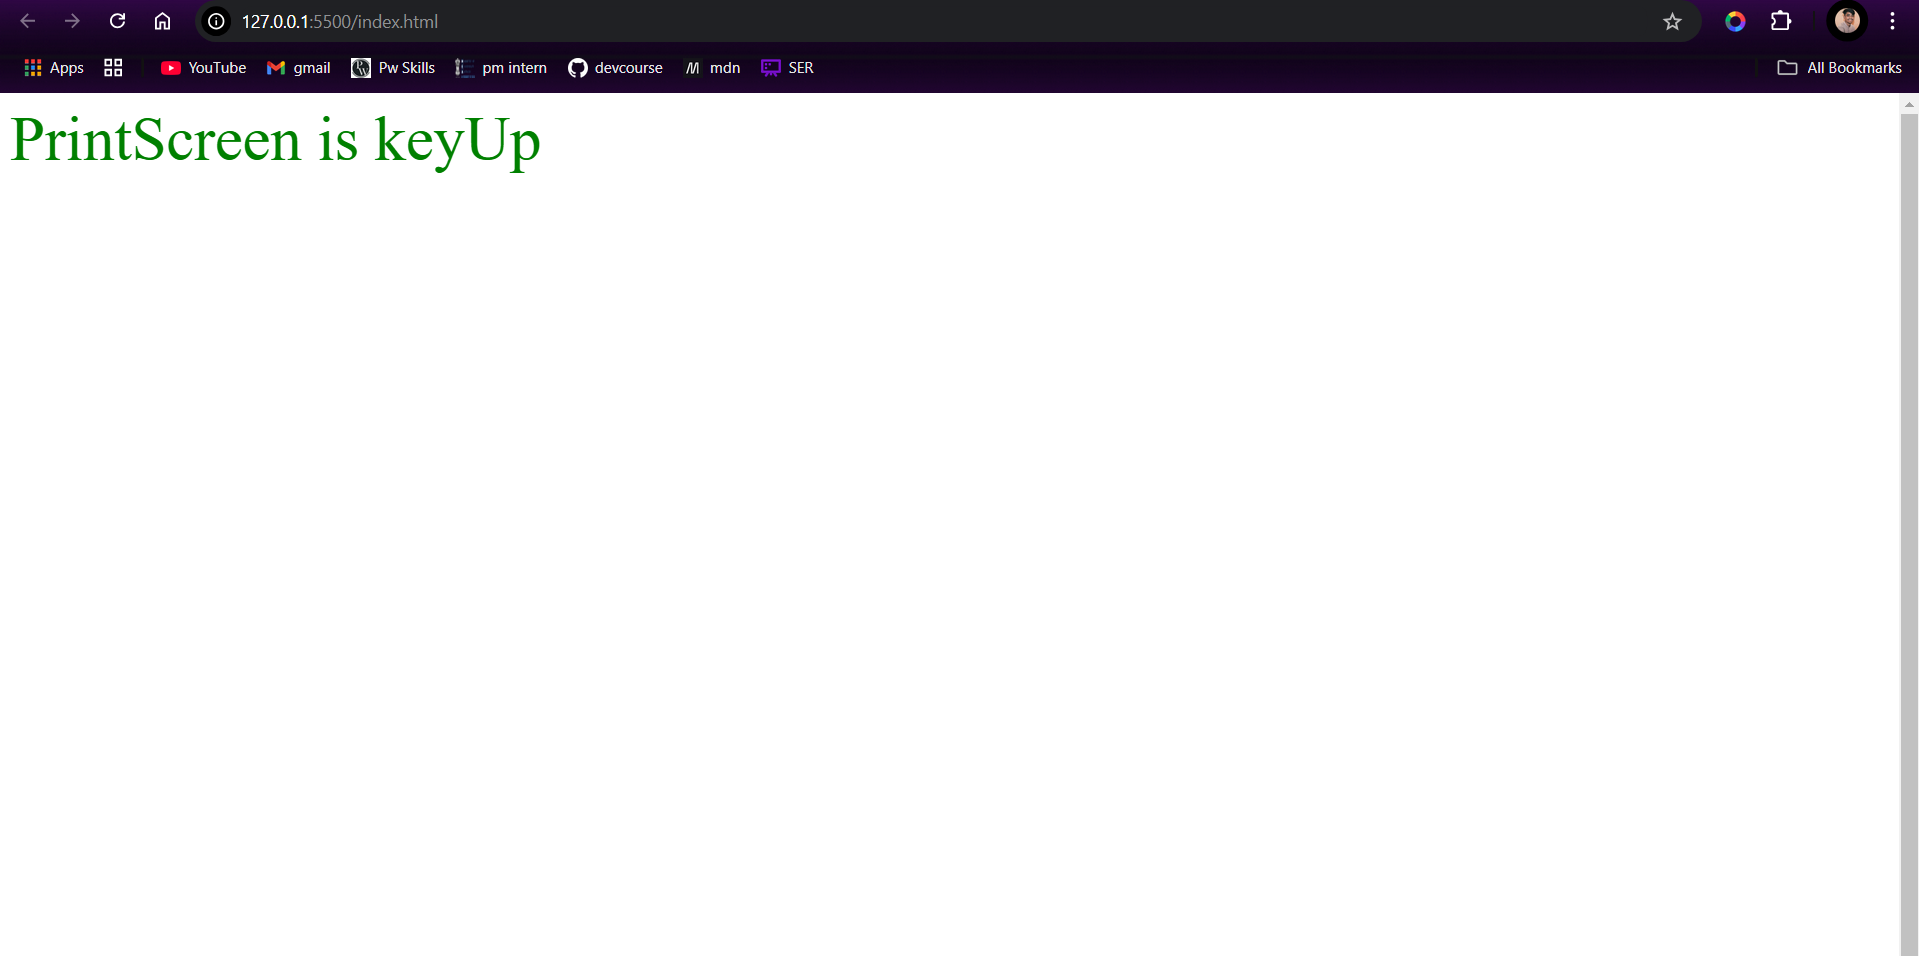 127.0.0.1:5500/index.html
Apps YouTube gmail Pw Skills pm intern devcourse mdn SER All Bookmarks
PrintScreen is keyUp